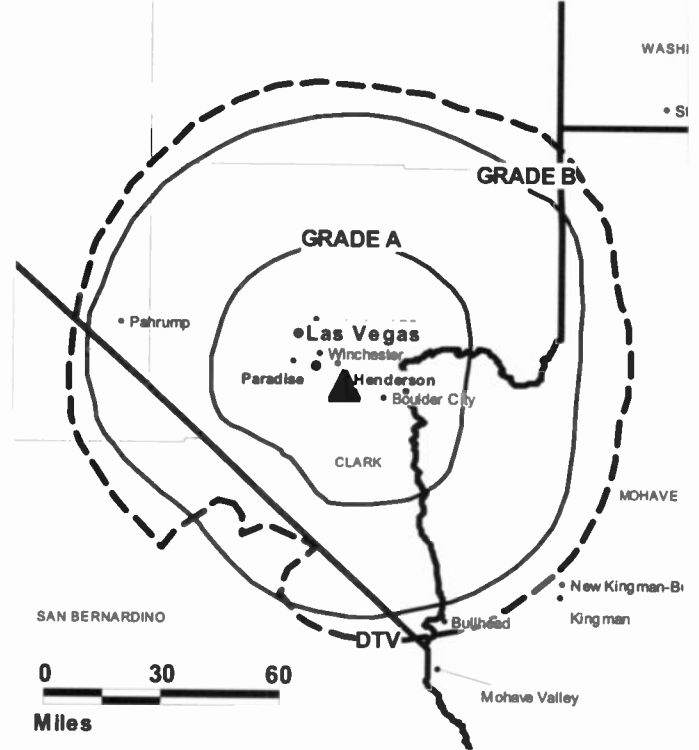 WASHI
SI
GRADE B
GRADE A
Pahrump
Las Vegas
Winchester
Paradise
Henderson
Boulder City
CLARK
MOHAVE
New Kingman-B
Kingman
SAN BERNARDINO
Bullhead
DTV
0 30 60
Mohave Valley
Miles